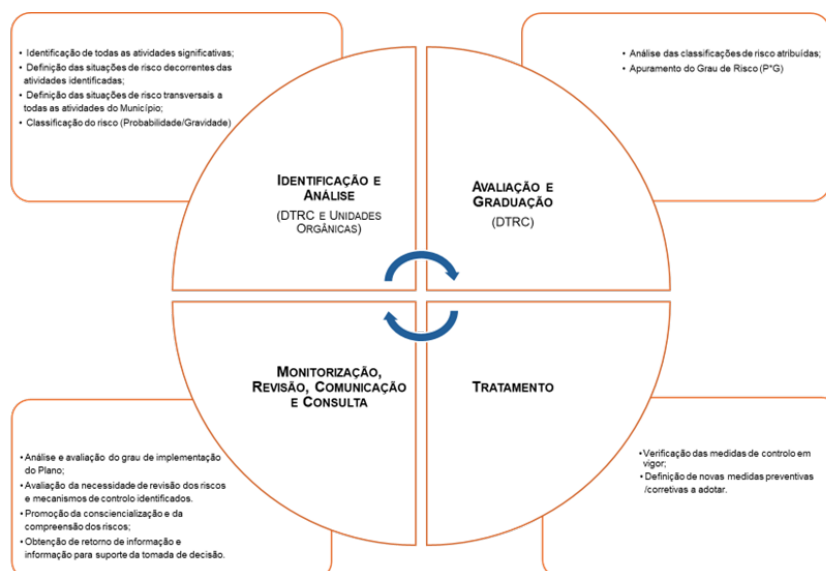 • Identificação de todas as atividades significativas;
• Definição das situações de risco decorrentes das
atividades identificadas;
• Definição das situações de risco transversais a
todas as atividades do Município;
• Classificação do risco (Probabilidade/Gravidade)
• Análise das classificações de risco atribuídas;
• Apuramento do Grau de Risco (P*G)
IDENTIFICAÇÃO E
ANÁLISE
(DTRC E UNIDADES
ORGÂNICAS)
AVALIAÇÃO E
GRADUAÇÃO
(DTRC)
MONITORIZAÇÃO,
REVISÃO, COMUNICAÇÃO
E CONSULTA
TRATAMENTO
• Análise e avaliação do grau de implementação
do Plano;
• Avaliação da necessidade de revisão dos riscos
e mecanismos de controlo identificados.
• Promoção da consciencialização e da
compreensão dos riscos;
• Obtenção de retorno de informação e
informação para suporte da tomada de decisão.
• Verificação das medidas de controlo em
vigor;
• Definição de novas medidas preventivas
/corretivas a adotar.